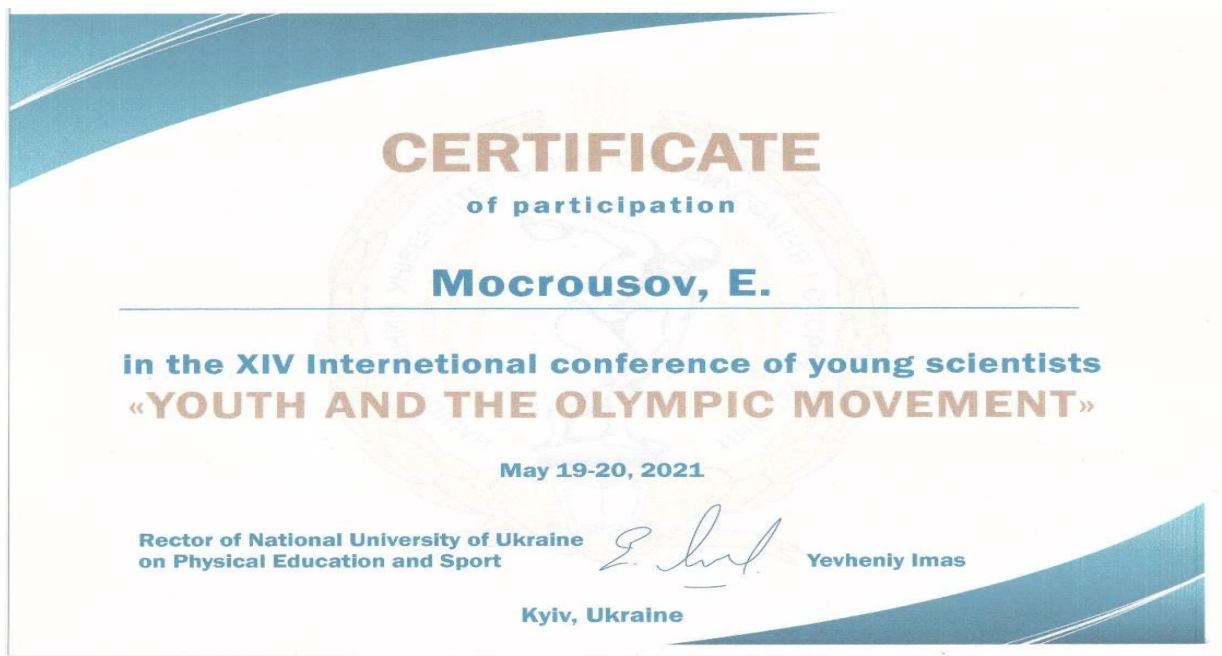 CERTIFICATE
of participation
Mocrousov, E.
in the XIV Internetional conference of young scientists
«YOUTH AND THE OLYMPIC MOVEMENT»
May 19-20, 2021
Rector of National University of Ukraine
on Physical Education and Sport
Yevheniy Imas
Kyiv, Ukraine